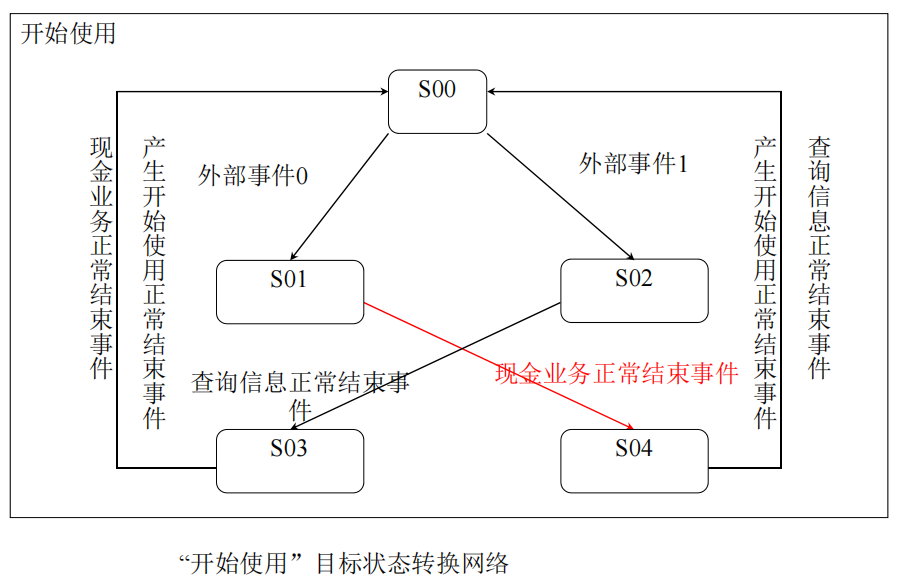 开始使用
S00
外部事件0
外部事件1
现金业务正常结束事件
产生开始使用正常结束事件
产生开始使用正常结束事件
查询信息正常结束事件
S01
S02
查询信息正常结束事
件
现金业务正常结束事件
S03
S04
“开始使用”目标状态转换网络